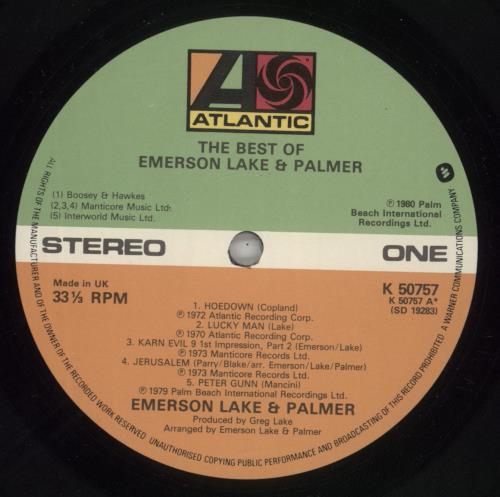 ATLANTIC
THE BEST OF
EMERSON LAKE & PALMER
(1) Boosey & Hawkes
(2,3,4) Manticore Music Ltd.
(5) Interworld Music Ltd.
℗ 1980 Palm
Beach International
Recordings Ltd.
STEREO
ONE
Made in UK
33⅓ RPM
K 50757
K 50757 A*
(SD 19283)
1. HOEDOWN (Copland)
℗ 1972 Atlantic Recording Corp.
2. LUCKY MAN (Lake)
℗ 1970 Atlantic Recording Corp.
3. KARN EVIL 9 1st Impression, Part 2 (Emerson/Lake)
℗ 1973 Manticore Records Ltd.
4. JERUSALEM (Parry/Blake/arr. Emerson/Lake/Palmer)
℗ 1973 Manticore Records Ltd.
5. PETER GUNN (Mancini)
℗ 1979 Palm Beach International Recordings Ltd.
EMERSON LAKE & PALMER
Produced by Greg Lake
Arranged by Emerson Lake & Palmer
ALL RIGHTS OF THE MANUFACTURER AND OF THE OWNER OF THE RECORDED WORK RESERVED. UNAUTHORISED COPYING PUBLIC PERFORMANCE AND BROADCASTING OF THIS RECORD PROHIBITED A WARNER COMMUNICATIONS COMPANY